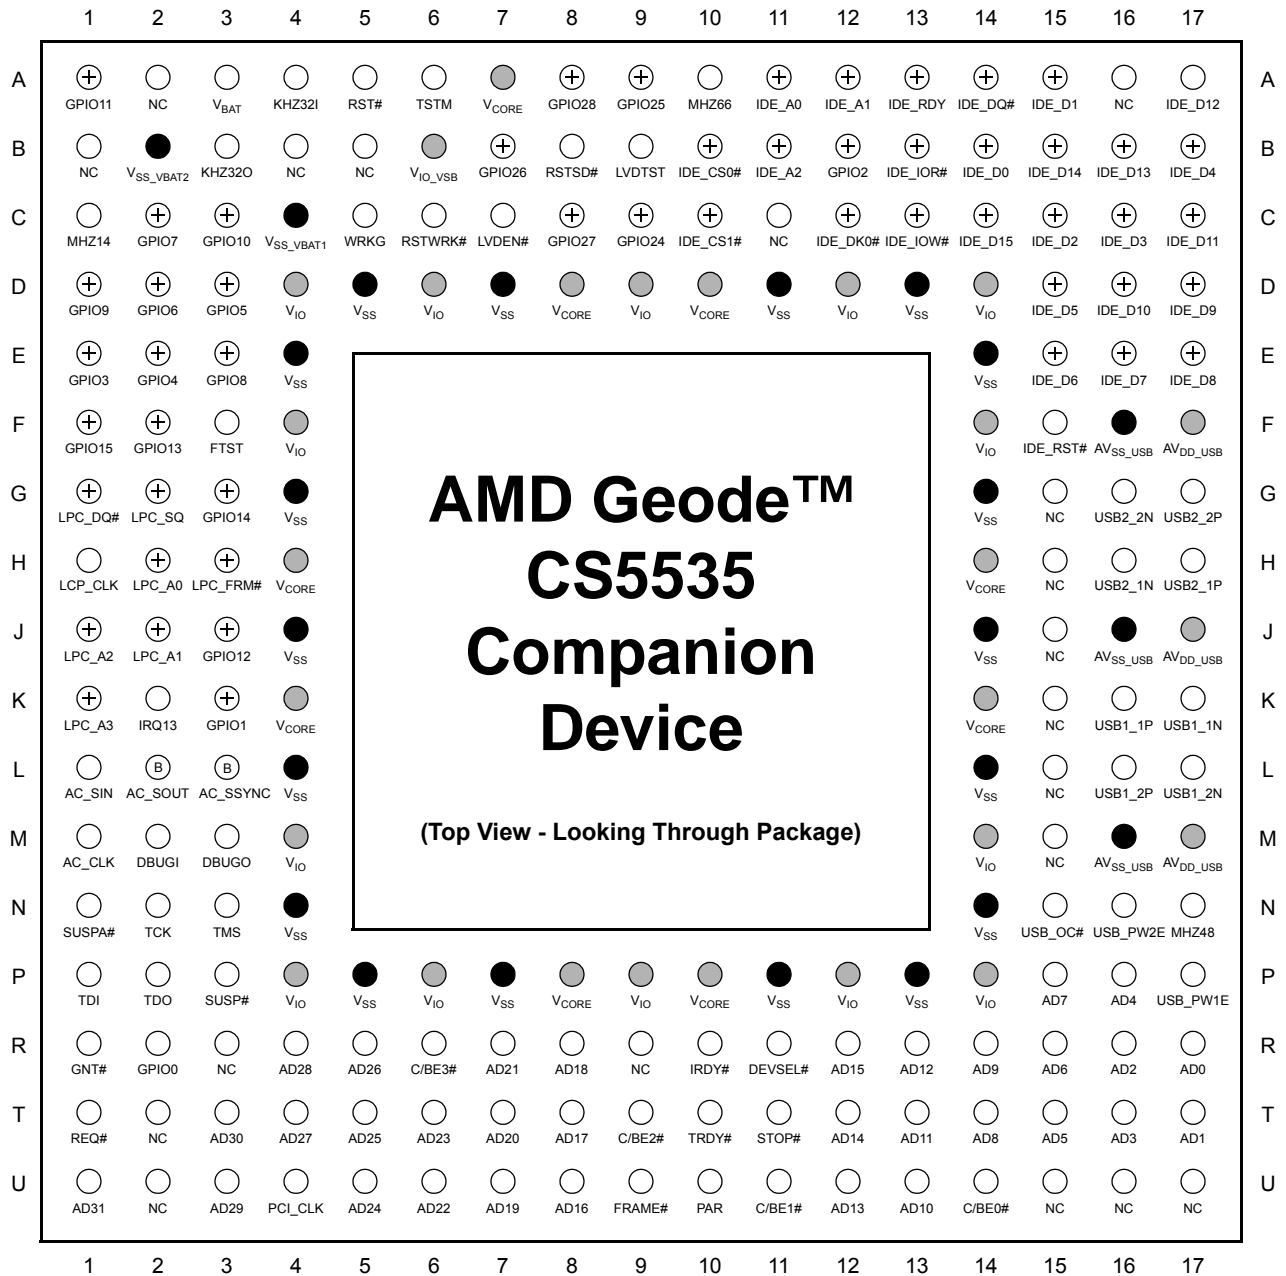 1 2 3 4 5 6 7 8 9 10 11 12 13 14 15 16 17
A + + + + + + + + A
GPIO11 NC VBAT KHZ32I RST# TSTM VCORE GPIO28 GPIO25 MHZ66 IDE_A0 IDE_A1 IDE_RDY IDE_DQ# IDE_D1 NC IDE_D12
B + + + + + + + + + B
NC VSS_VBAT2 KHZ32O NC NC VIO_VSB GPIO26 RSTSD# LVDTST IDE_CS0# IDE_A2 GPIO2 IDE_IOR# IDE_D0 IDE_D14 IDE_D13 IDE_D4
C + + + + + + + + + + + C
MHZ14 GPIO7 GPIO10 VSS_VBAT1 WRKG RSTWRK# LVDEN# GPIO27 GPIO24 IDE_CS1# NC IDE_DK0# IDE_IOW# IDE_D15 IDE_D2 IDE_D3 IDE_D11
D + + + + + + D
GPIO9 GPIO6 GPIO5 VIO VSS VIO VSS VCORE VIO VCORE VSS VIO VSS VIO IDE_D5 IDE_D10 IDE_D9
E + + + + + + E
GPIO3 GPIO4 GPIO8 VSS VSS IDE_D6 IDE_D7 IDE_D8
F + + F
GPIO15 GPIO13 FTST VIO VIO IDE_RST# AVSS_USB AVDD_USB
G + + + G
LPC_DQ# LPC_SQ GPIO14 VSS VSS NC USB2_2N USB2_2P
H + + H
LCP_CLK LPC_A0 LPC_FRM# VCORE VCORE NC USB2_1N USB2_1P
J + + + J
LPC_A2 LPC_A1 GPIO12 VSS VSS NC AVSS_USB AVDD_USB
K + + K
LPC_A3 IRQ13 GPIO1 VCORE VCORE NC USB1_1P USB1_1N
L B B L
AC_SIN AC_SOUT AC_SSYNC VSS VSS NC USB1_2P USB1_2N
M M
AC_CLK DBUGI DBUGO VIO VIO NC AVSS_USB AVDD_USB
N N
SUSPA# TCK TMS VSS VSS USB_OC# USB_PW2E MHZ48
AMD Geode™
CS5535
Companion
Device
(Top View - Looking Through Package)
P P
TDI TDO SUSP# VIO VSS VIO VSS VCORE VIO VCORE VSS VIO VSS VIO AD7 AD4 USB_PW1E
R R
GNT# GPIO0 NC AD28 AD26 C/BE3# AD21 AD18 NC IRDY# DEVSEL# AD15 AD12 AD9 AD6 AD2 AD0
T T
REQ# NC AD30 AD27 AD25 AD23 AD20 AD17 C/BE2# TRDY# STOP# AD14 AD11 AD8 AD5 AD3 AD1
U U
AD31 NC AD29 PCI_CLK AD24 AD22 AD19 AD16 FRAME# PAR C/BE1# AD13 AD10 C/BE0# NC NC NC
1 2 3 4 5 6 7 8 9 10 11 12 13 14 15 16 17